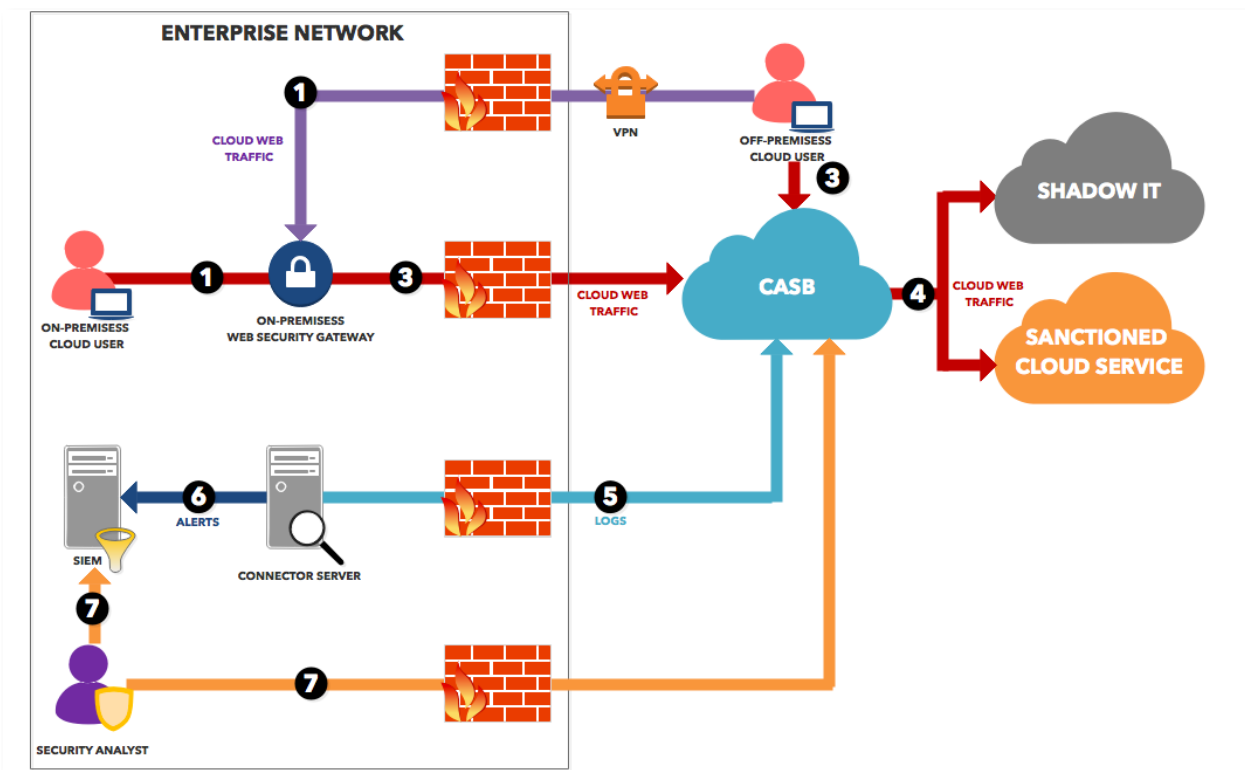 ENTERPRISE NETWORK
1
CLOUD WEB
TRAFFIC
VPN
OFF-PREMISESS
CLOUD USER
3
SHADOW IT
1
3
ON-PREMISESS
CLOUD USER
ON-PREMISESS
WEB SECURITY GATEWAY
CLOUD WEB
TRAFFIC
CASB
4
CLOUD WEB
TRAFFIC
SANCTIONED
CLOUD SERVICE
6
ALERTS
5
LOGS
SIEM
CONNECTOR SERVER
7
7
SECURITY ANALYST